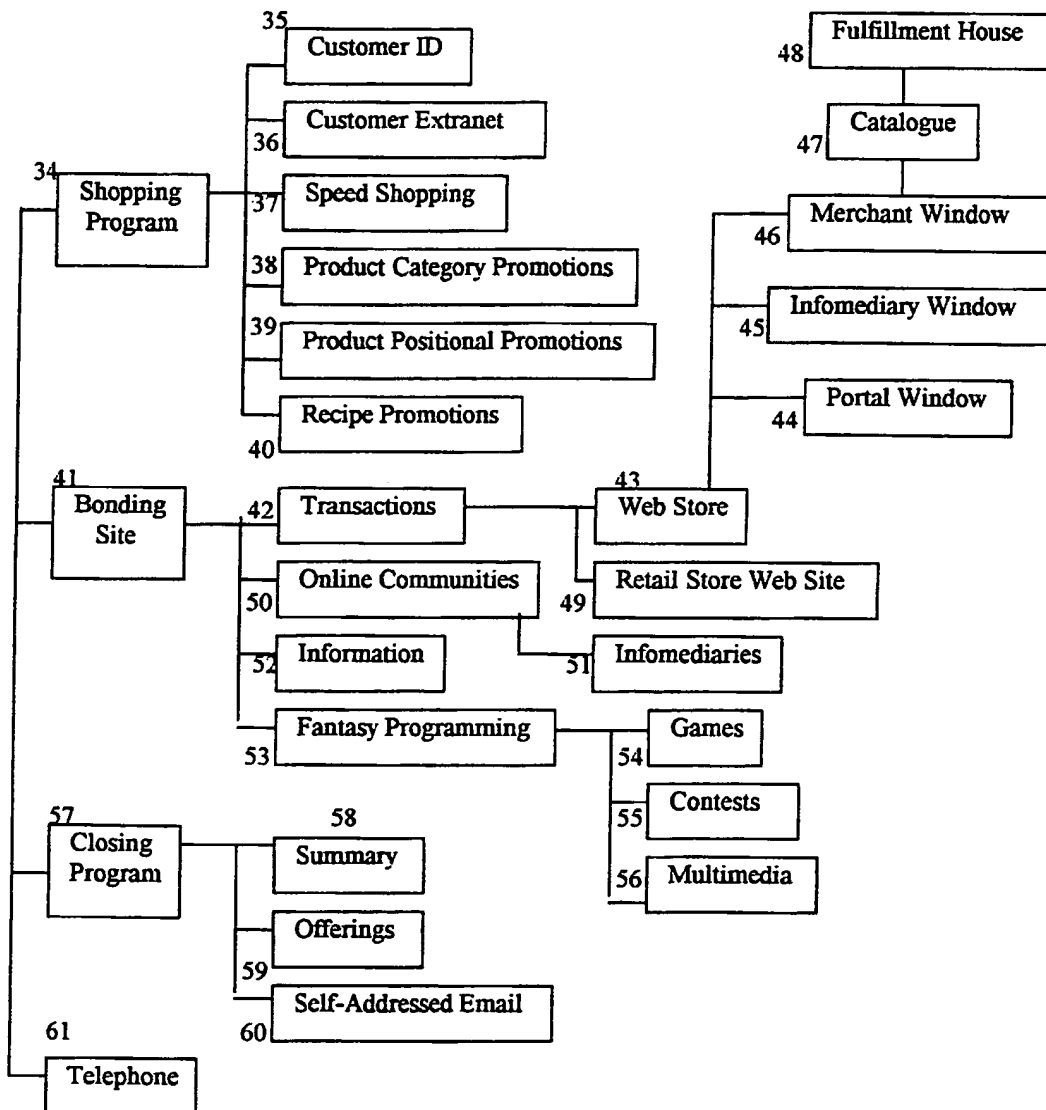 35
Customer ID
48
Fulfillment House
Customer Extranet
36
Catalogue
47
34
Shopping
Program
37
Speed Shopping
Merchant Window
46
38
Product Category Promotions
Infomediary Window
45
39
Product Positional Promotions
Portal Window
44
Recipe Promotions
40
41
Bonding
Site
42
Transactions
43
Web Store
Online Communities
50
Retail Store Web Site
49
Information
52
Infomediaries
51
Fantasy Programming
53
Games
54
Contests
55
56
Multimedia
57
Closing
Program
58
Summary
Offerings
59
Self-Addressed Email
60
61
Telephone